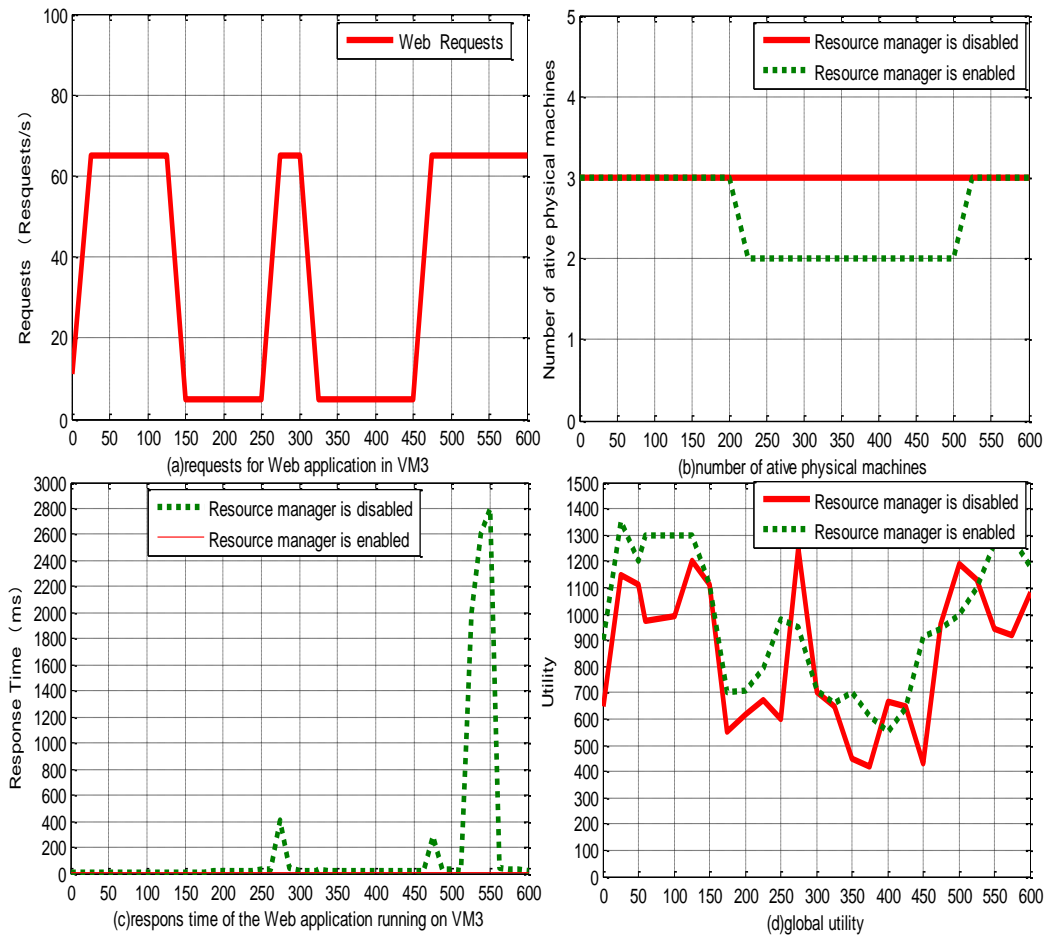 100
80
60
40
20
0
Requests （Resquests/s）
Web Requests
0 50 100 150 200 250 300 350 400 450 500 550 600
(a)requests for Web application in VM3
5
4
3
2
1
0
Number of ative physical machines
Resource manager is disabled
Resource manager is enabled
0 50 100 150 200 250 300 350 400 450 500 550 600
(b)number of ative physical machines
3000
2800
2600
2400
2200
2000
1800
1600
1400
1200
1000
800
600
400
200
0
Response Time （ms）
Resource manager is disabled
Resource manager is enabled
0 50 100 150 200 250 300 350 400 450 500 550 600
(c)respons time of the Web application running on VM3
1500
1400
1300
1200
1100
1000
900
800
700
600
500
400
300
200
100
0
Utility
Resource manager is disabled
Resource manager is enabled
0 50 100 150 200 250 300 350 400 450 500 550 600
(d)global utility